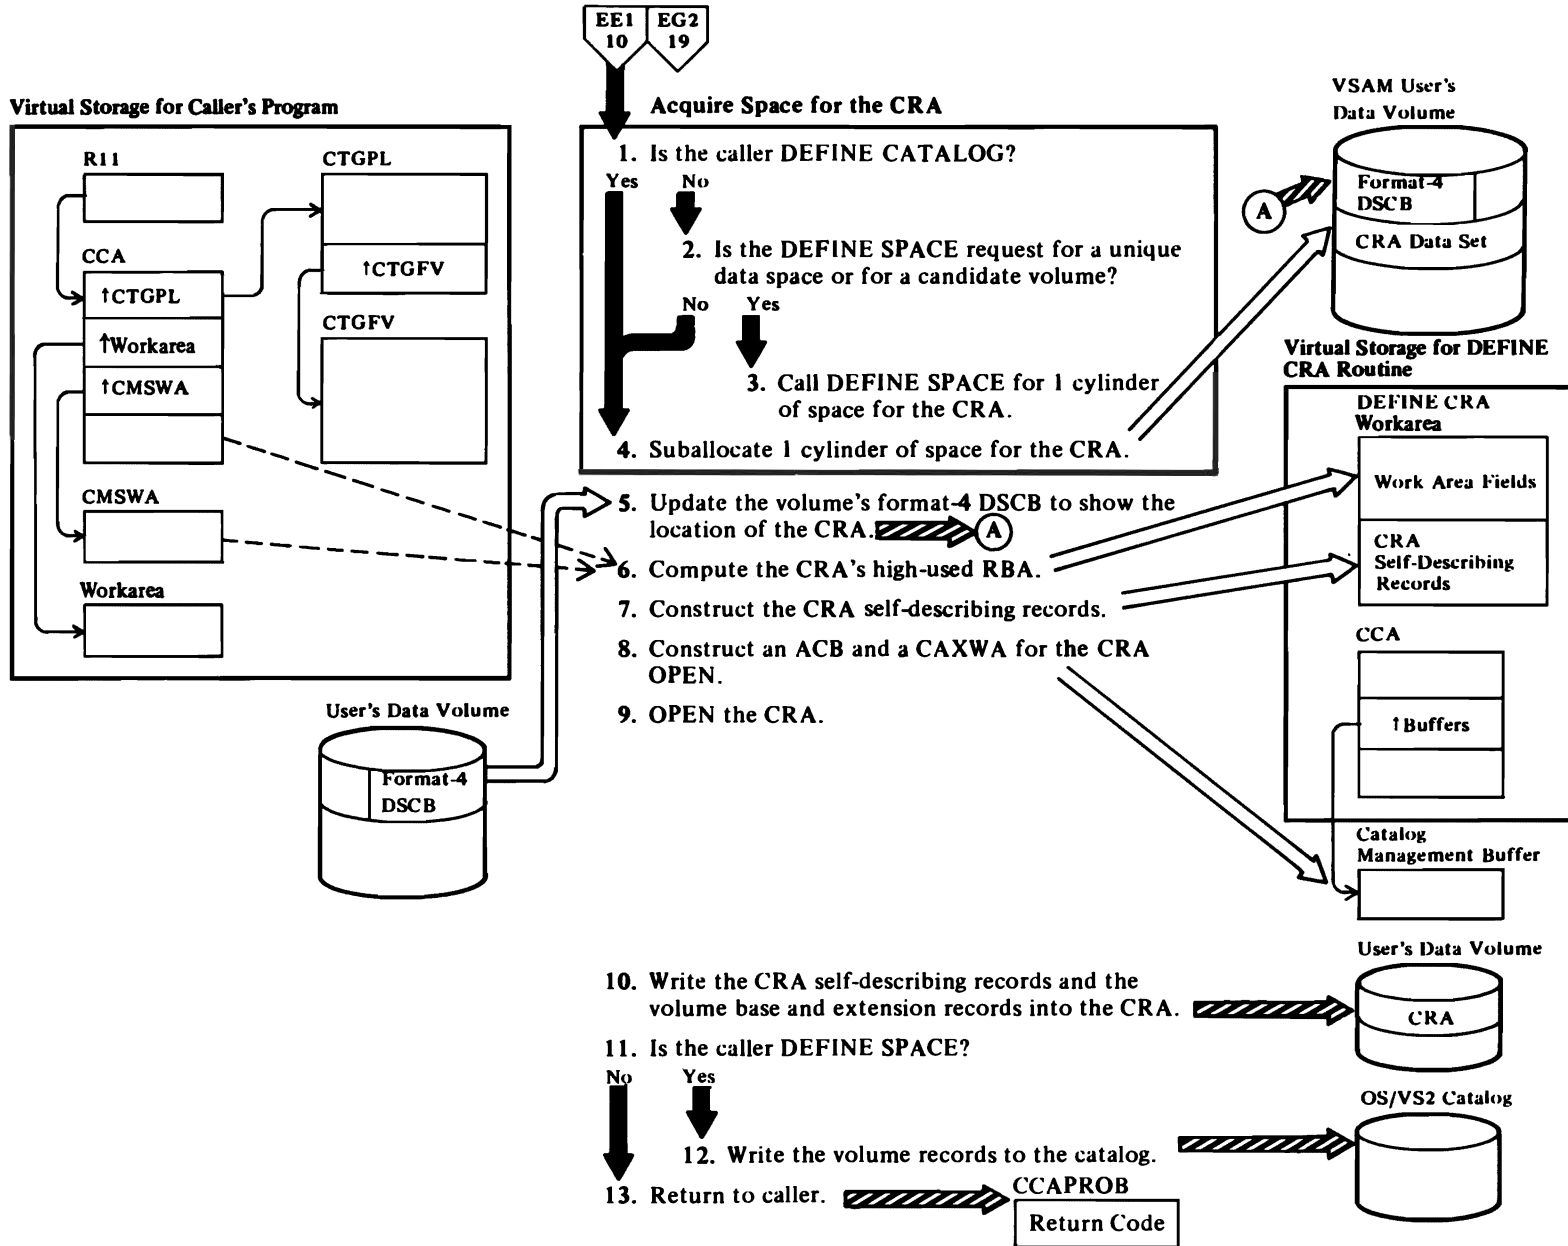 EE1 EG2
10 19
Virtual Storage for Caller's Program
R11
CTGPL
CCA
↑CTGPL
↑CTGFV
↑Workarea
CTGFV
↑CMSWA
CMSWA
Workarea
User's Data Volume
Format-4
DSCB
Acquire Space for the CRA
1. Is the caller DEFINE CATALOG?
Yes No
2. Is the DEFINE SPACE request for a unique
data space or for a candidate volume?
No Yes
3. Call DEFINE SPACE for 1 cylinder
of space for the CRA.
4. Suballocate 1 cylinder of space for the CRA.
5. Update the volume's format-4 DSCB to show the
location of the CRA. A
6. Compute the CRA's high-used RBA.
7. Construct the CRA self-describing records.
8. Construct an ACB and a CAXWA for the CRA
OPEN.
9. OPEN the CRA.
10. Write the CRA self-describing records and the
volume base and extension records into the CRA.
11. Is the caller DEFINE SPACE?
No Yes
12. Write the volume records to the catalog.
13. Return to caller.
CCAPROB
Return Code
VSAM User's
Data Volume
A
Format-4
DSCB
CRA Data Set
Virtual Storage for DEFINE
CRA Routine
DEFINE CRA
Workarea
Work Area Fields
CRA
Self-Describing
Records
CCA
↑Buffers
Catalog
Management Buffer
User's Data Volume
CRA
OS/VS2 Catalog